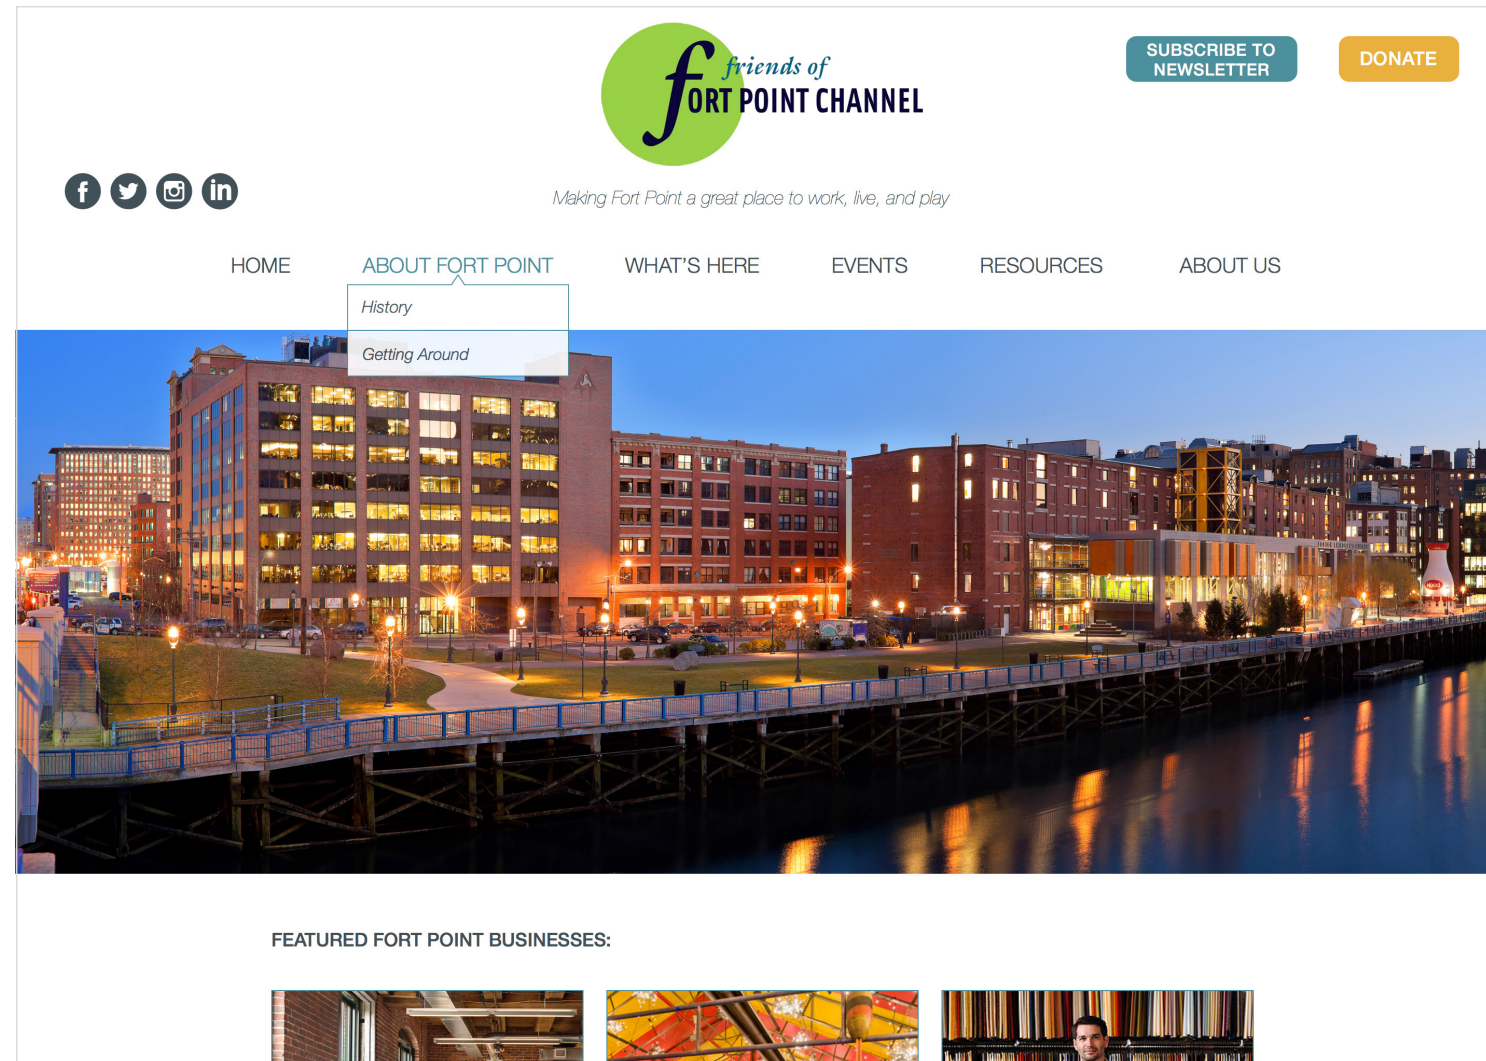 friends of
fORT POINT CHANNEL
SUBSCRIBE TO
NEWSLETTER
DONATE
Making Fort Point a great place to work, live, and play
HOME
ABOUT FORT POINT
WHAT'S HERE
EVENTS
RESOURCES
ABOUT US
History
Getting Around
FEATURED FORT POINT BUSINESSES: